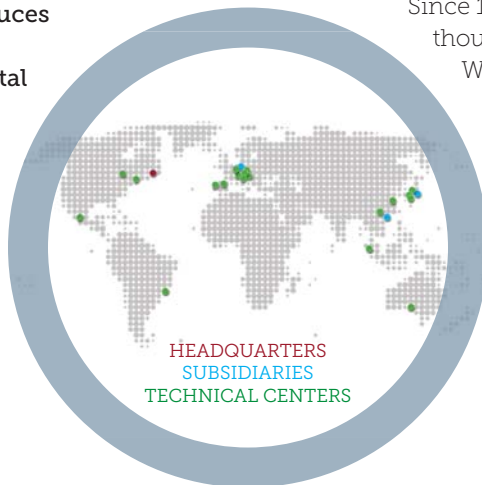 Since
thou
W
uces
tal
HEADQUARTERS
SUBSIDIARIES
TECHNICAL CENTERS